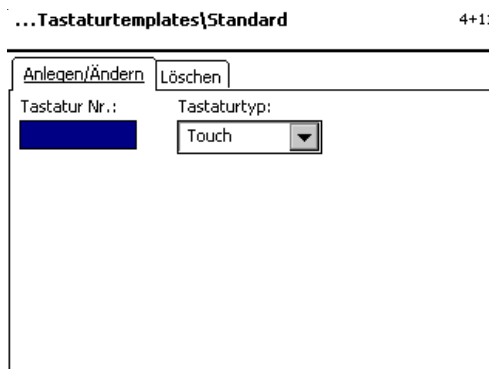 ...Tastaturtemplates\Standard
Anlegen/Ändern Löschen
Tastatur Nr.: Tastaturtyp:
Touch